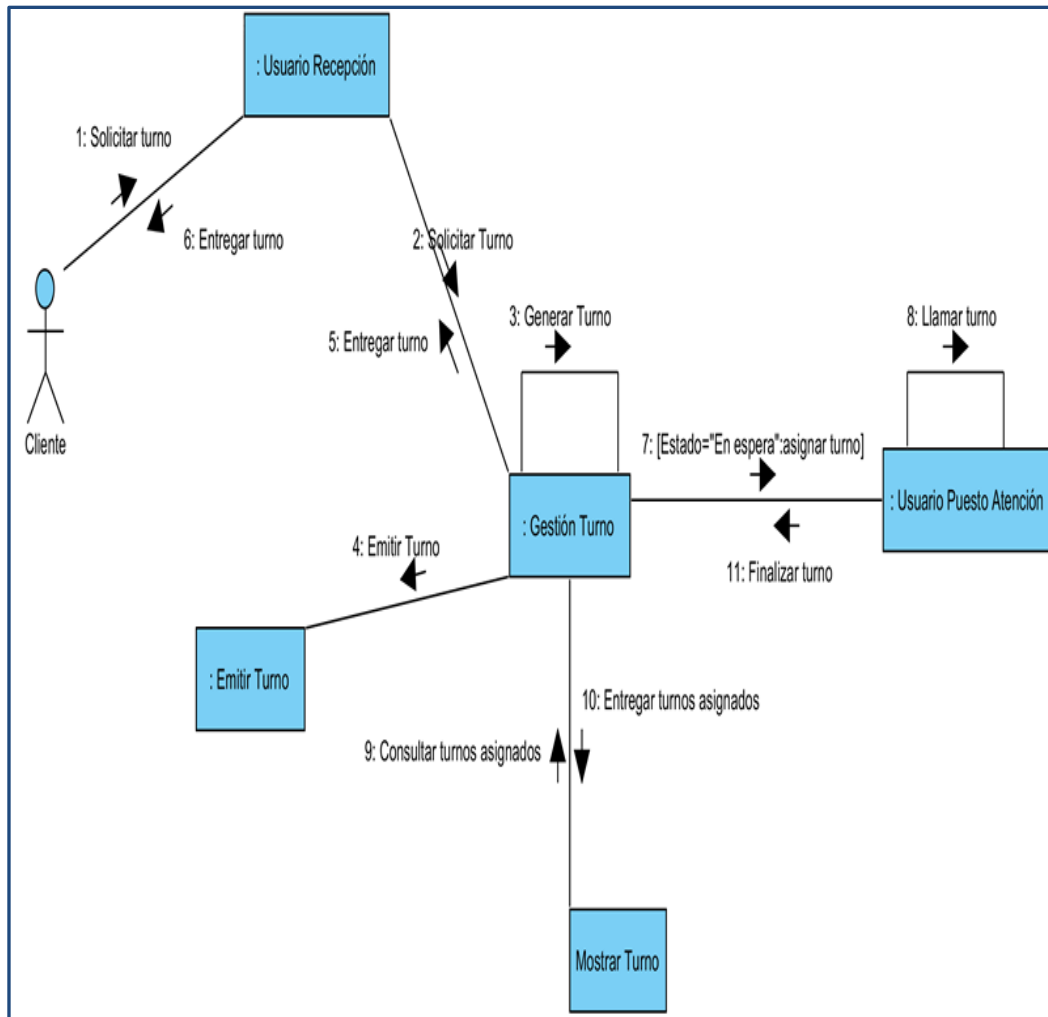 : Usuario Recepción
1: Solicitar turno
6: Entregar turno
2: Solicitar Turno
3: Generar Turno
8: Llamar turno
5: Entregar turno
Cliente
7: [Estado="En espera":asignar turno]
: Usuario Puesto Atención
: Gestión Turno
4: Emitir Turno
11: Finalizar turno
: Emitir Turno
10: Entregar turnos asignados
9: Consultar turnos asignados
Mostrar Turno